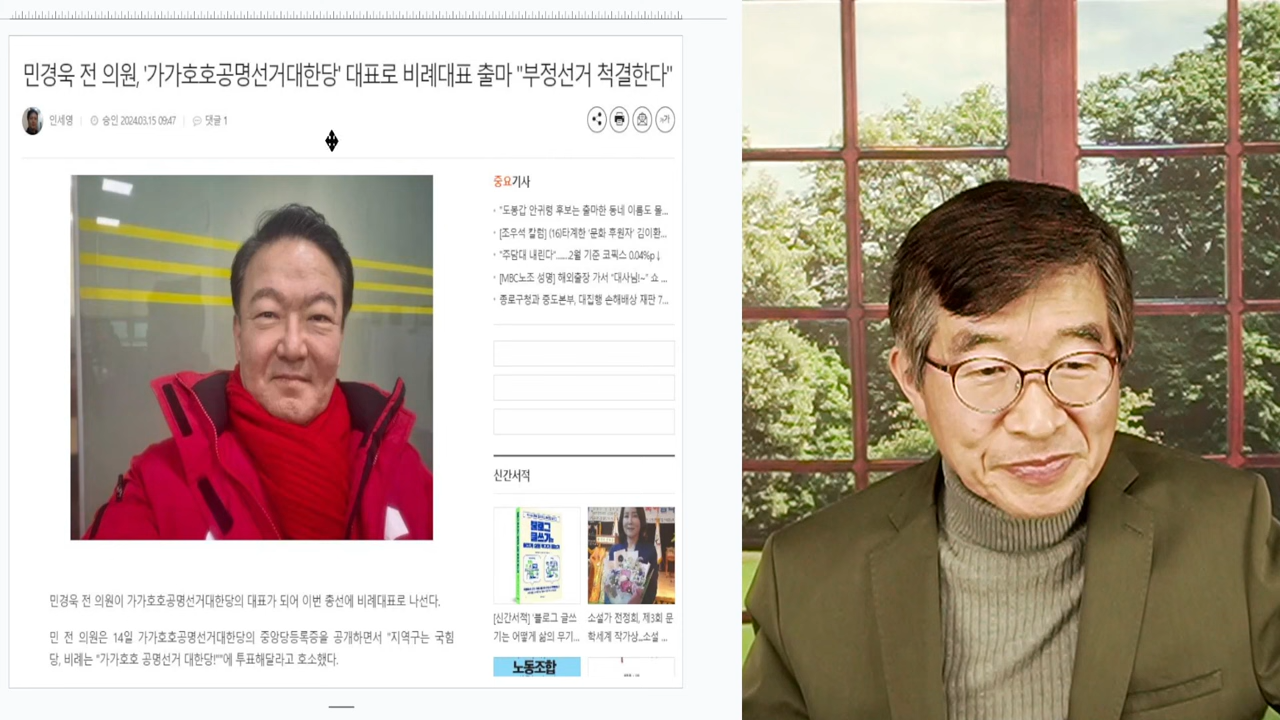 민경욱 전 의원, '가가호호공명선거대한당' 대표로 비례대표 출마 "부정선거 척결한다"
인세영
승인 2024.03.15 09:47
댓글 1
가
민경욱 전 의원이 가가호호공명선거대한당의 대표가 되어 이번 총선에 비례대표로 나선다.
민 전 의원은 14일 가가호호공명선거대한당의 중앙당등록증을 공개하면서 "지역구는 국힘
당, 비례는 "가가호호 공명선거 대한당!""에 투표해달라고 호소했다.
중요기사
· "도봉갑 안귀령 후보는 출마한 동네 이름도 몰...
· [조우석 칼럼] (16)타계한 '문화 후원자' 김이환...
· "주담대 내린다"......2월 기준 코픽스 0.04%p↓
· [MBC노조 성명] 해외출장 가서 "대사님!~" 쇼 ...
· 종로구청과 중도본부, 대집행 손해배상 재판 7...
신간서적
블로그
글쓰기는
[신간서적] '블로그 글쓰
기는 어떻게 삶의 무기...
소설가 전정희, 제3회 문
학세계 작가상...소설 ...
노동조합